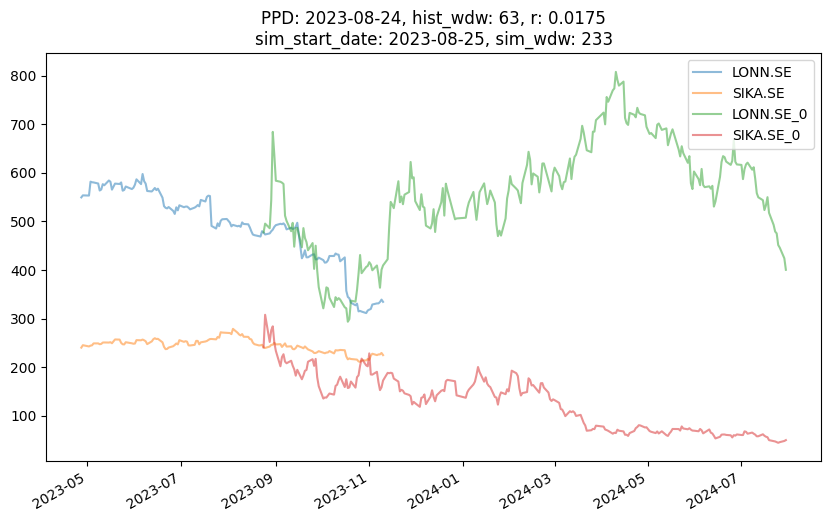 PPD: 2023-08-24, hist_wdw: 63, r: 0.0175
sim_start_date: 2023-08-25, sim_wdw: 233
LONN.SE
SIKA.SE
LONN.SE_0
SIKA.SE_0
800
700
600
500
400
300
200
100
2023-05
2023-07
2023-09
2023-11
2024-01
2024-03
2024-05
2024-07